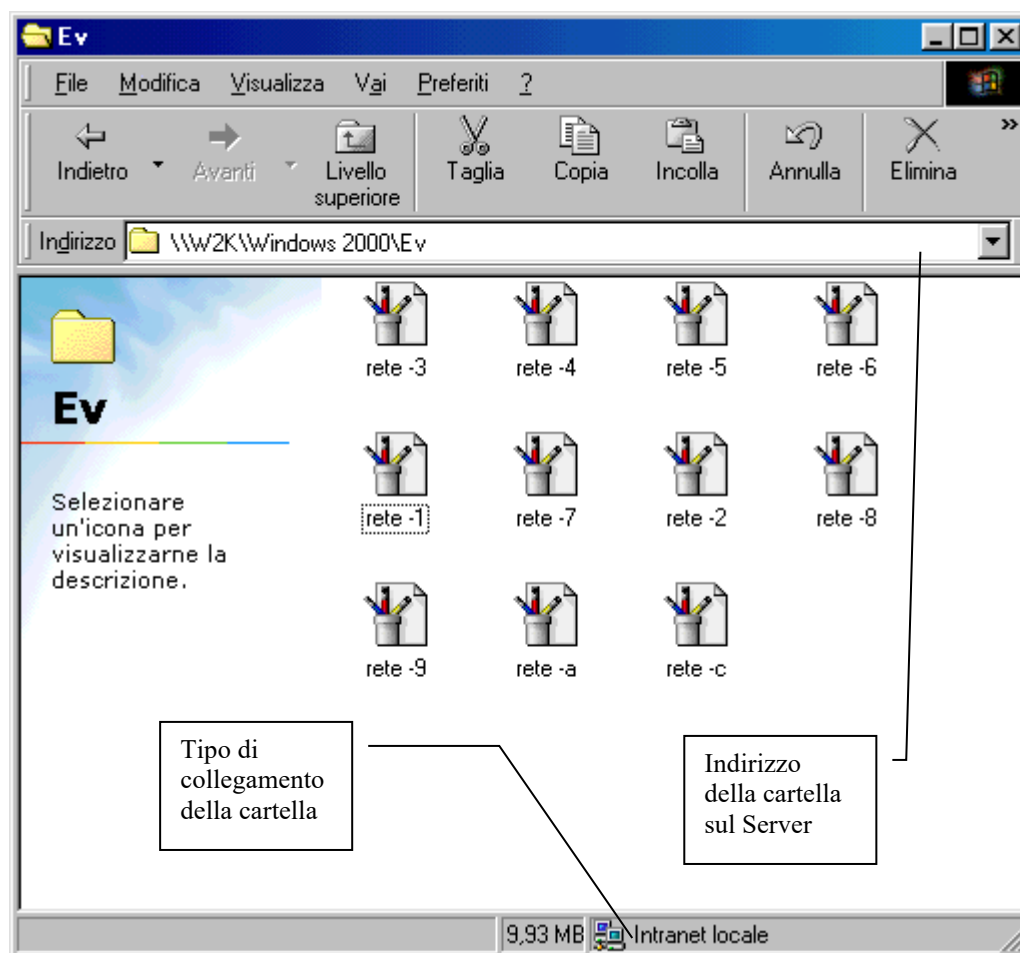 Ev
File Modifica Visualizza Vai Preferiti ?
Indietro Avanti Livello superiore Taglia Copia Incolla Annulla Elimina »
Indirizzo \\W2K\Windows 2000\Ev
rete -3 rete -4 rete -5 rete -6
Ev
Selezionare
un'icona per
visualizzarne la
descrizione.
rete -1 rete -7 rete -2 rete -8
rete -9 rete -a rete -c
Tipo di
collegamento
della cartella
Indirizzo
della cartella
sul Server
9,93 MB Intranet locale